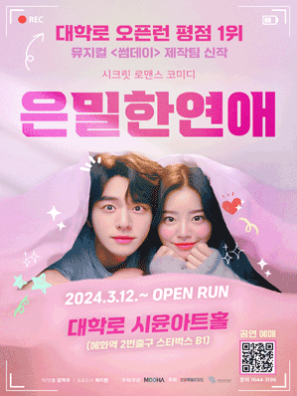 REC
대학로 오픈런 평점 1위
뮤지컬 <썸데이> 제작팀 신작
시크릿 로맨스 코미디
은밀한연애
2024.3.12.~ OPEN RUN
대학로 시윤아트홀
(혜화역 2번출구 스타벅스 B1)
공연 예매
MOOHA